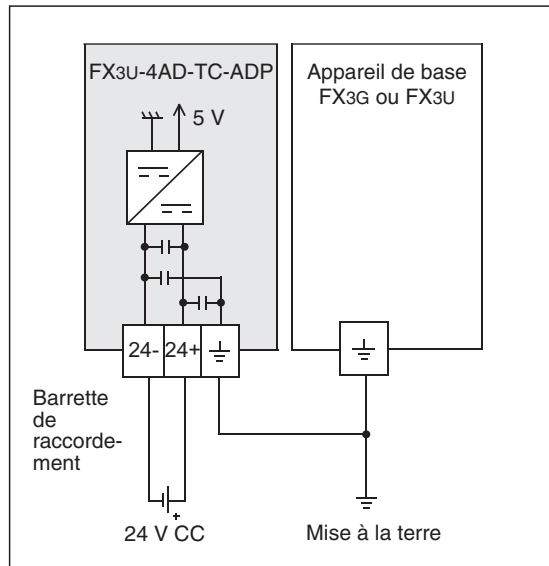 FX3U-4AD-TC-ADP
Appareil de base
FX3G ou FX3U
5 V
24-
24+
Barrette
de
raccorde-
ment
24 V CC
+
Mise à la terre